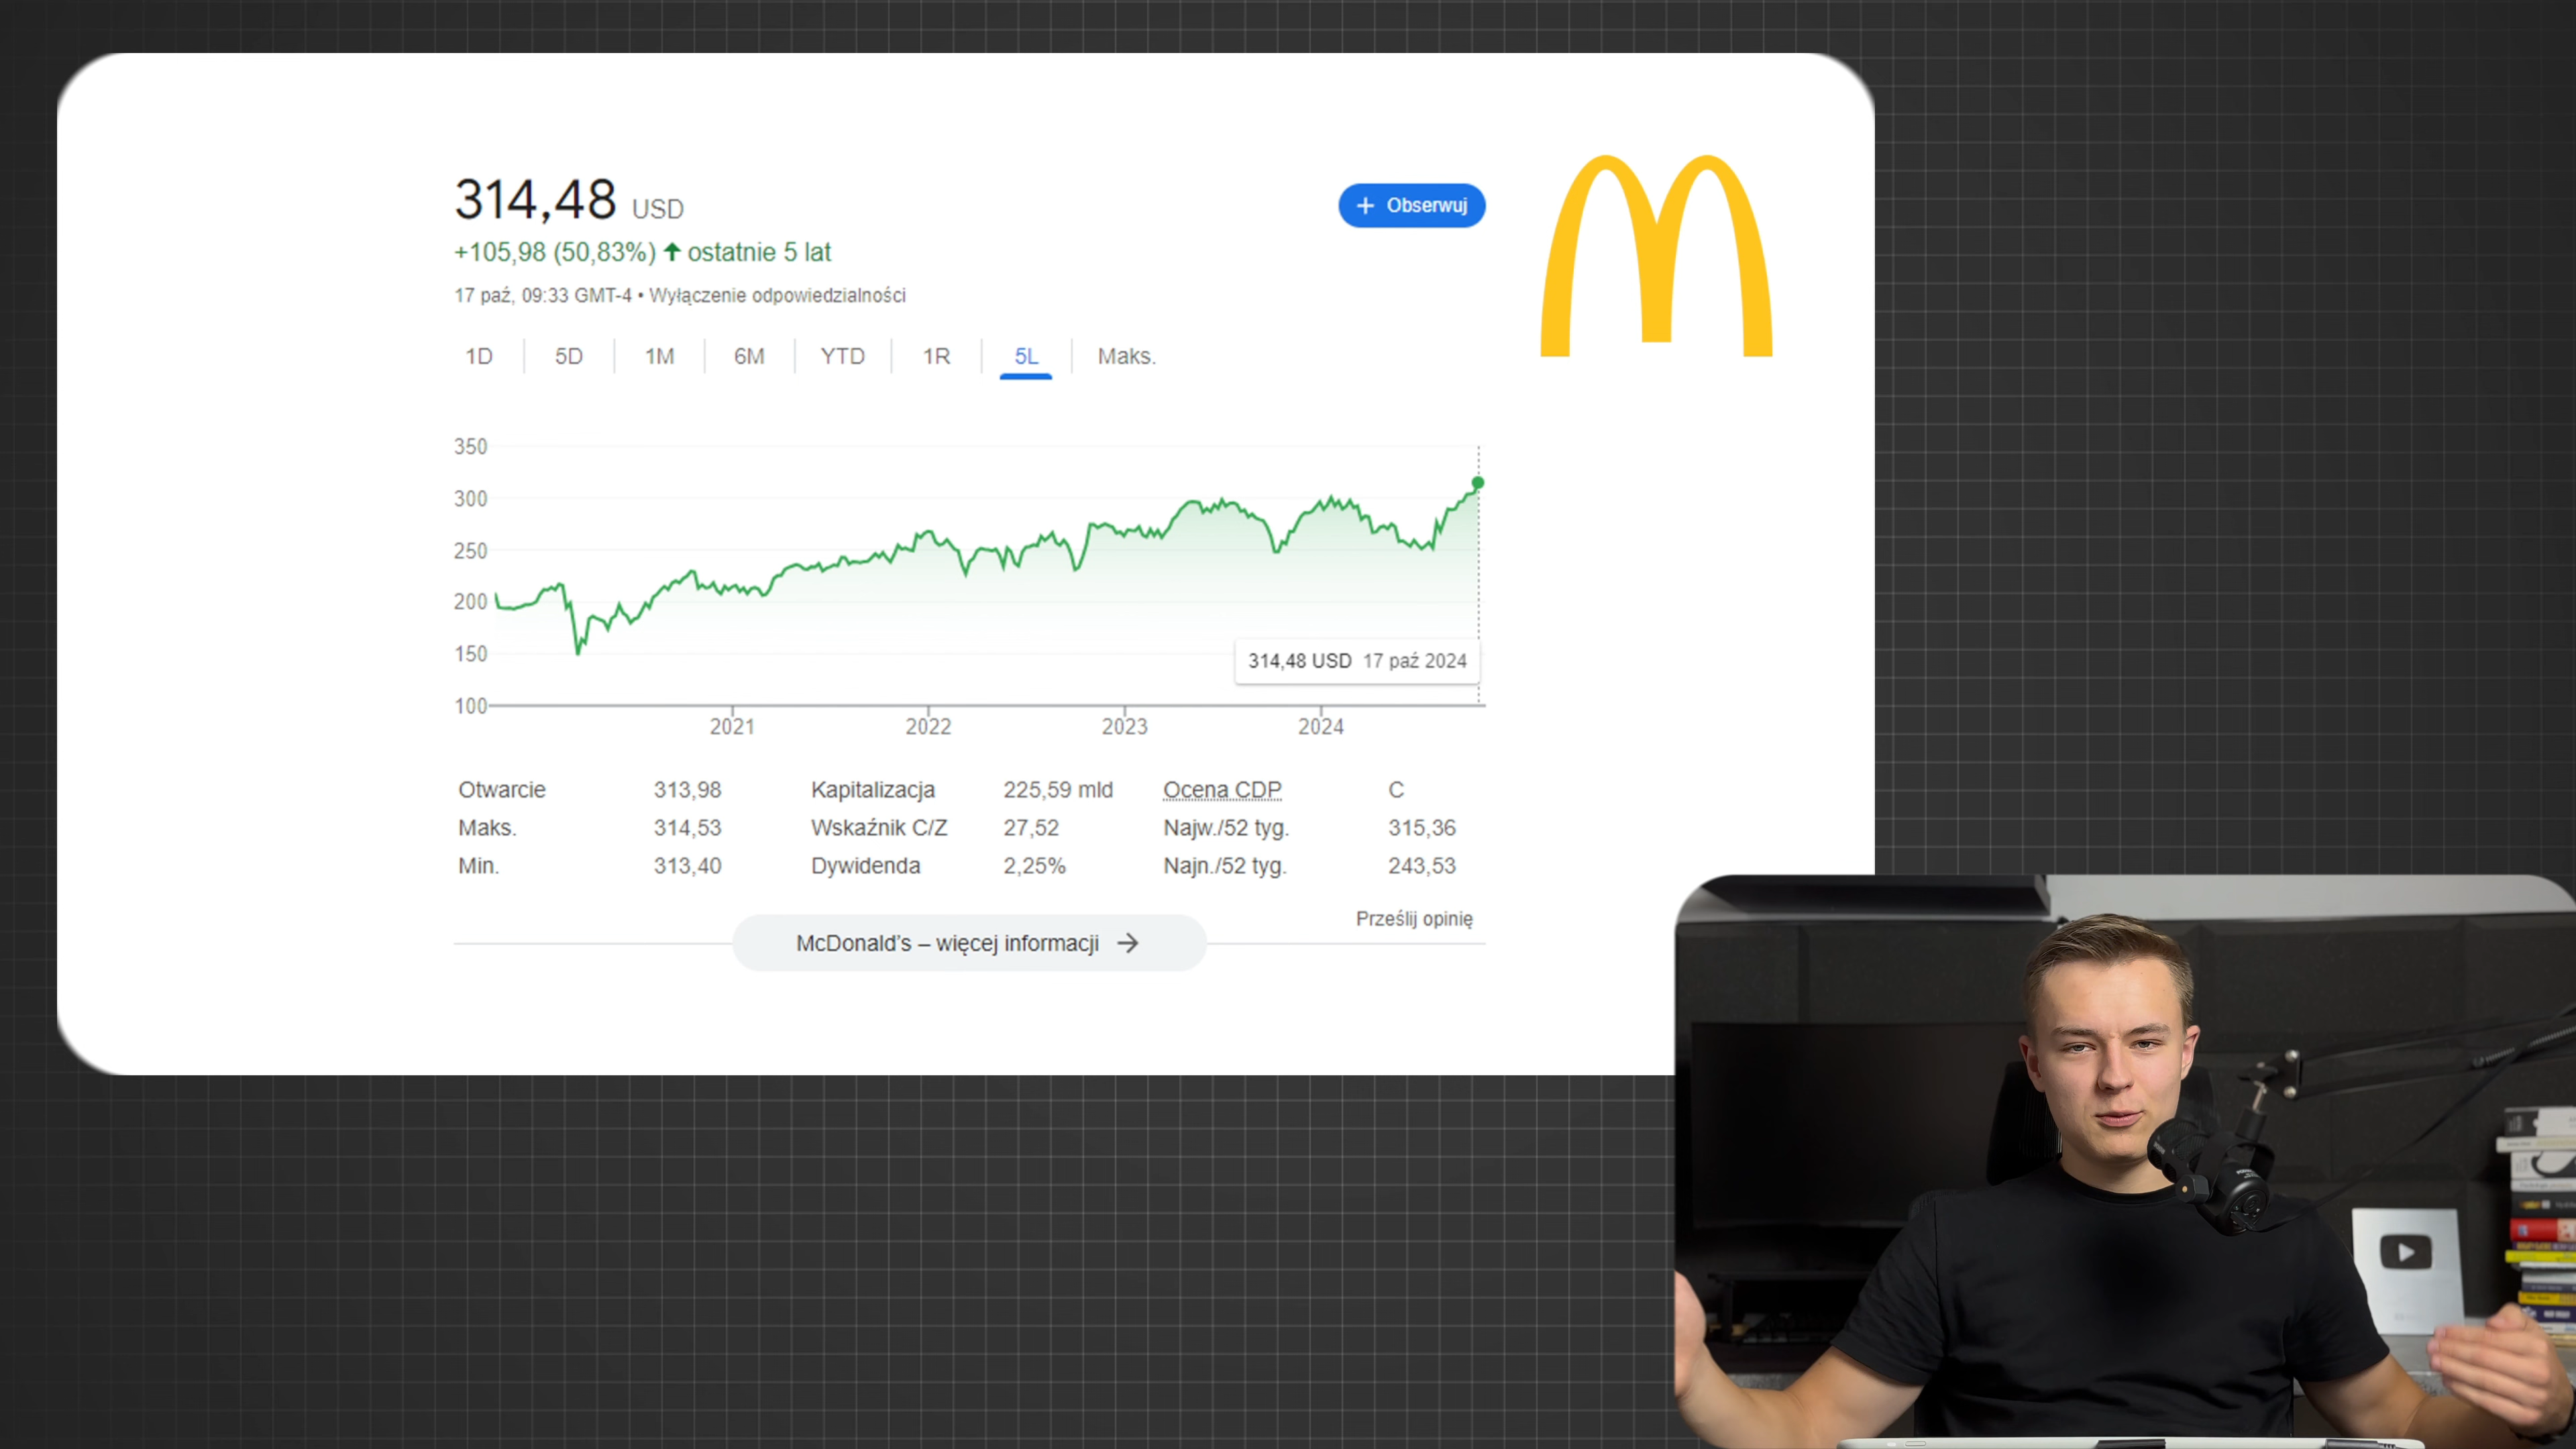 314,48 USD
+ Obserwuj
+105,98 (50,83%) ↑ ostatnie 5 lat
17 paź, 09:33 GMT-4 • Wyłączenie odpowiedzialności
1D 5D 1M 6M YTD 1R 5L Maks.
350
300
250
200
150
100
314,48 USD 17 paź 2024
2021 2022 2023 2024
Otwarcie 313,98 Kapitalizacja 225,59 mld Ocena CDP C
Maks. 314,53 Wskaźnik C/Z 27,52 Najw./52 tyg. 315,36
Min. 313,40 Dywidenda 2,25% Najn./52 tyg. 243,53
Prześlij opinię
McDonald's – więcej informacji →